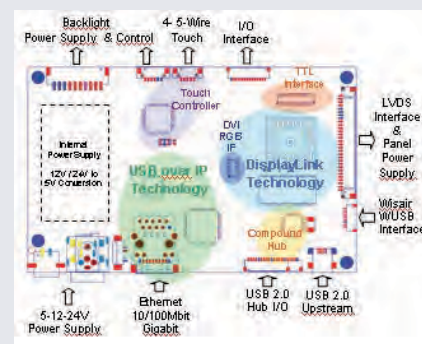 Backlight
Power Supply & Control
4- 5-Wire
Touch
I/O
Interface
TTL
Interface
Touch
Controller
LVDS
Interface
&
Panel
Power
Supply
DVI
RGB
IF
Internal
Power Supply
12V /24V to
5V Conversion
USB over IP
Technology
DisplayLink
Technology
Wisair
WUSB
Interface
Compound
Hub
5-12-24V
Power Supply
Ethernet
10/100Mbit
Gigabit
USB 2.0
Hub I/O
USB 2.0
Upstream